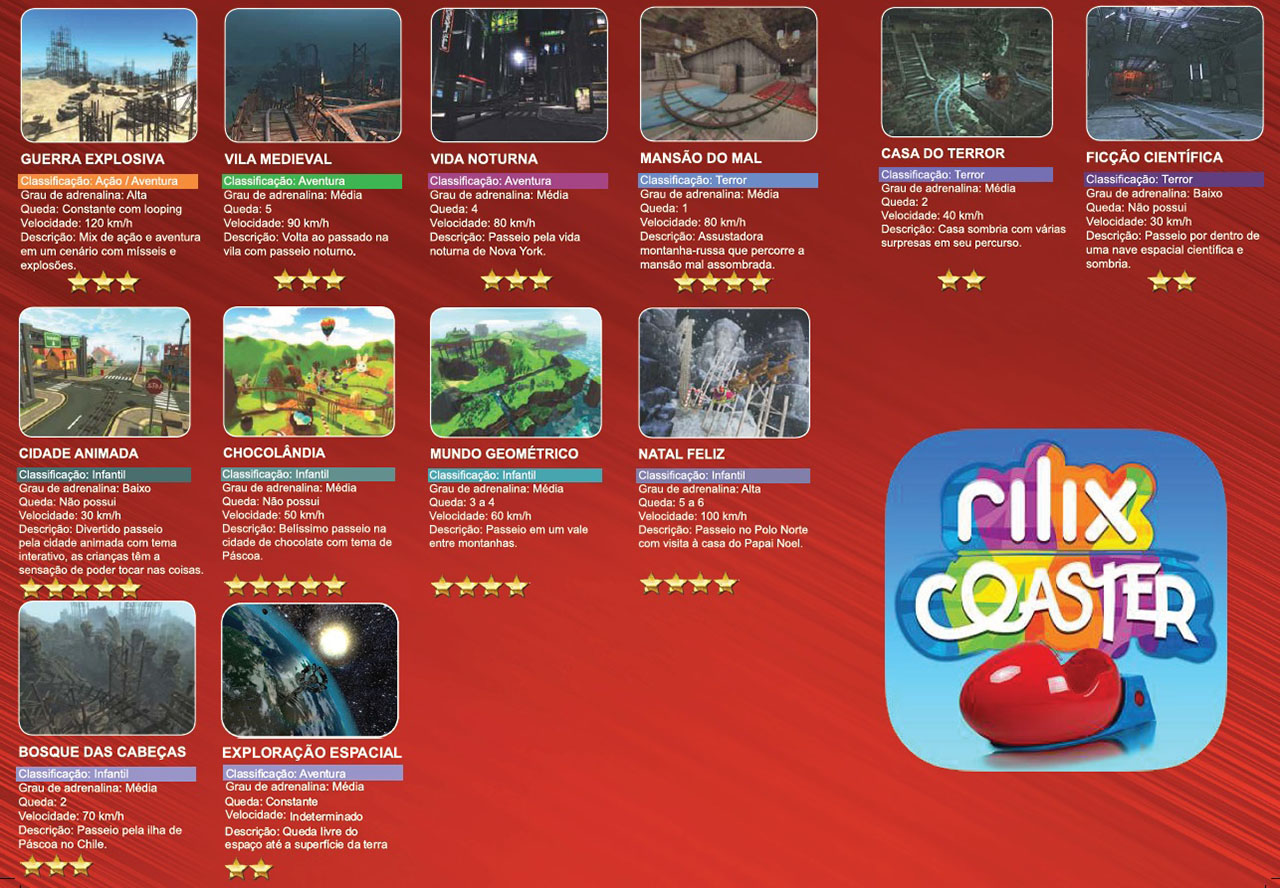 GUERRA EXPLOSIVA
Classificação: Ação / Aventura
Grau de adrenalina: Alta
Queda: Constante com looping
Velocidade: 120 km/h
Descrição: Mix de ação e aventura
em um cenário com mísseis e
explosões.
VILA MEDIEVAL
Classificação: Aventura
Grau de adrenalina: Média
Queda: 5
Velocidade: 90 km/h
Descrição: Volta ao passado na
vila com passeio noturno.
VIDA NOTURNA
Classificação: Aventura
Grau de adrenalina: Média
Queda: 4
Velocidade: 80 km/h
Descrição: Passeio pela vida
noturna de Nova York.
MANSÃO DO MAL
Classificação: Terror
Grau de adrenalina: Média
Queda: 1
Velocidade: 80 km/h
Descrição: Assustadora
montanha-russa que percorre a
mansão mal assombrada.
CASA DO TERROR
Classificação: Terror
Grau de adrenalina: Média
Queda: 2
Velocidade: 40 km/h
Descrição: Casa sombria com várias
surpresas em seu percurso.
FICÇÃO CIENTÍFICA
Classificação: Terror
Grau de adrenalina: Baixo
Queda: Não possui
Velocidade: 30 km/h
Descrição: Passeio por dentro de
uma nave espacial científica e
sombria.
CIDADE ANIMADA
Classificação: Infantil
Grau de adrenalina: Baixo
Queda: Não possui
Velocidade: 30 km/h
Descrição: Divertido passeio
pela cidade animada com tema
interativo, as crianças têm a
sensação de poder tocar nas coisas.
CHOCOLÂNDIA
Classificação: Infantil
Grau de adrenalina: Média
Queda: Não possui
Velocidade: 50 km/h
Descrição: Belíssimo passeio na
cidade de chocolate com tema de
Páscoa.
MUNDO GEOMÉTRICO
Classificação: Infantil
Grau de adrenalina: Média
Queda: 3 a 4
Velocidade: 60 km/h
Descrição: Passeio em um vale
entre montanhas.
NATAL FELIZ
Classificação: Infantil
Grau de adrenalina: Alta
Queda: 5 a 6
Velocidade: 100 km/h
Descrição: Passeio no Polo Norte
com visita à casa do Papai Noel.
rilix
COASTER
BOSQUE DAS CABEÇAS
Classificação: Infantil
Grau de adrenalina: Média
Queda: 2
Velocidade: 70 km/h
Descrição: Passeio pela ilha de
Páscoa no Chile.
EXPLORAÇÃO ESPACIAL
Classificação: Aventura
Grau de adrenalina: Média
Queda: Constante
Velocidade: Indeterminado
Descrição: Queda livre do
espaço até a superfície da terra